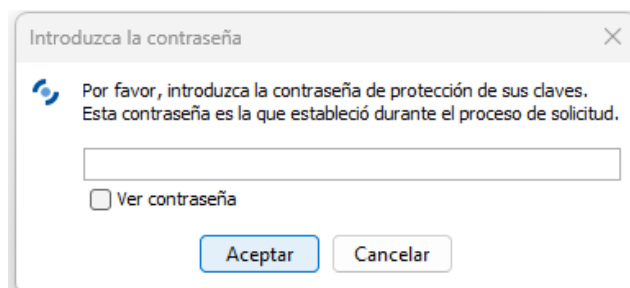 Introduzca la contraseña
Por favor, introduzca la contraseña de protección de sus claves.
Esta contraseña es la que estableció durante el proceso de solicitud.
Ver contraseña
Aceptar Cancelar